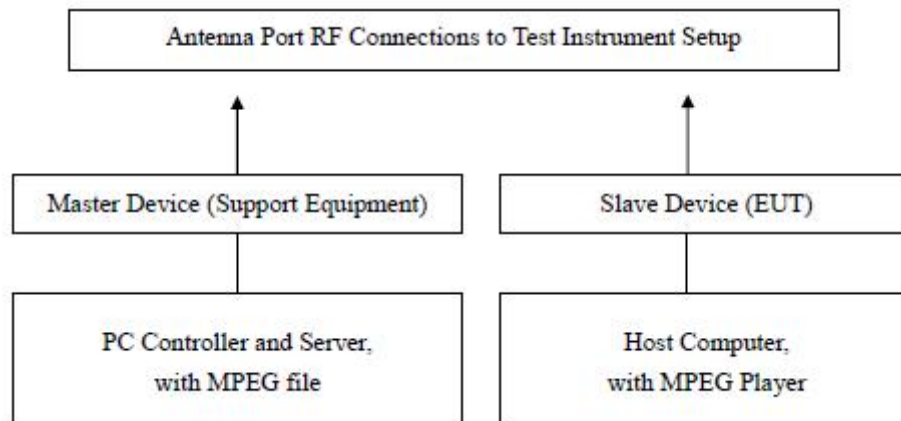 Antenna Port RF Connections to Test Instrument Setup
Master Device (Support Equipment)
Slave Device (EUT)
PC Controller and Server,
with MPEG file
Host Computer,
with MPEG Player